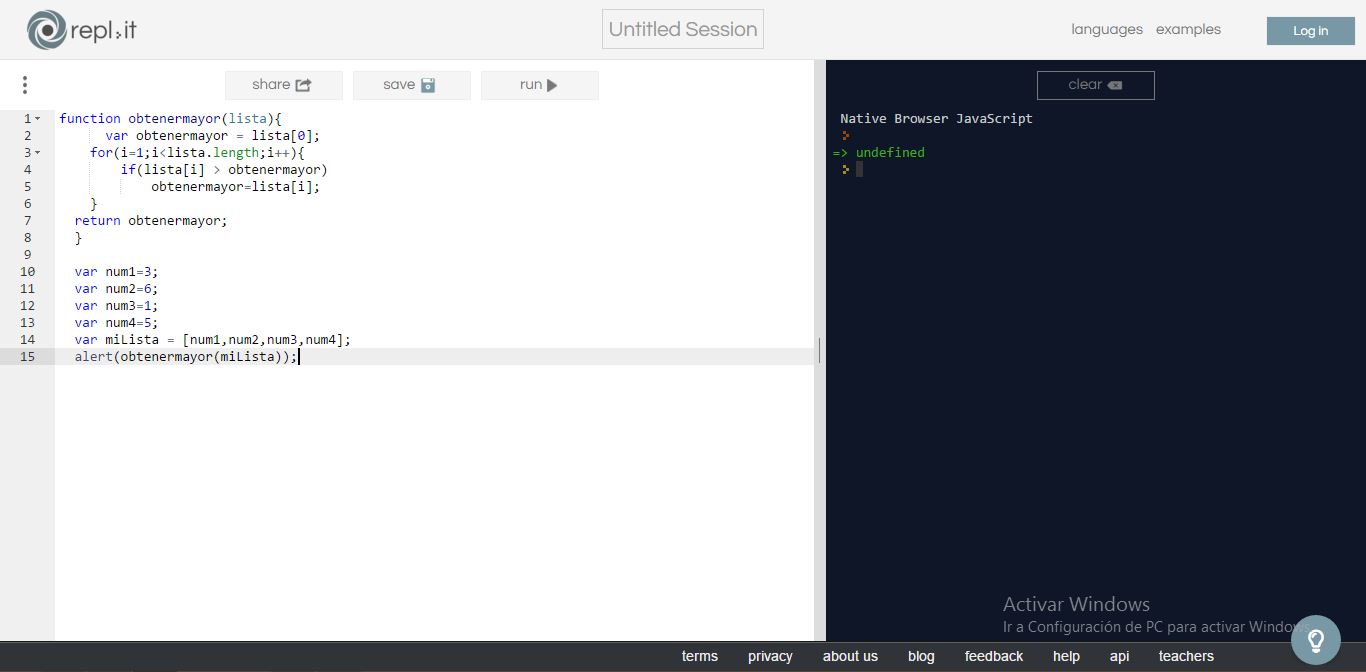 repl.it
Untitled Session
languages examples
Log in
share save run
clear
1 function obtenermayor(lista){
2 var obtenermayor = lista[0];
3 for(i=1;i<lista.length;i++){
4 if(lista[i] > obtenermayor)
5 obtenermayor=lista[i];
6 }
7 return obtenermayor;
8 }
9
10 var num1=3;
11 var num2=6;
12 var num3=1;
13 var num4=5;
14 var miLista = [num1,num2,num3,num4];
15 alert(obtenermayor(miLista));
Native Browser JavaScript
>
=> undefined
>
Activar Windows
Ir a Configuración de PC para activar Windows
terms privacy about us blog feedback help api teachers